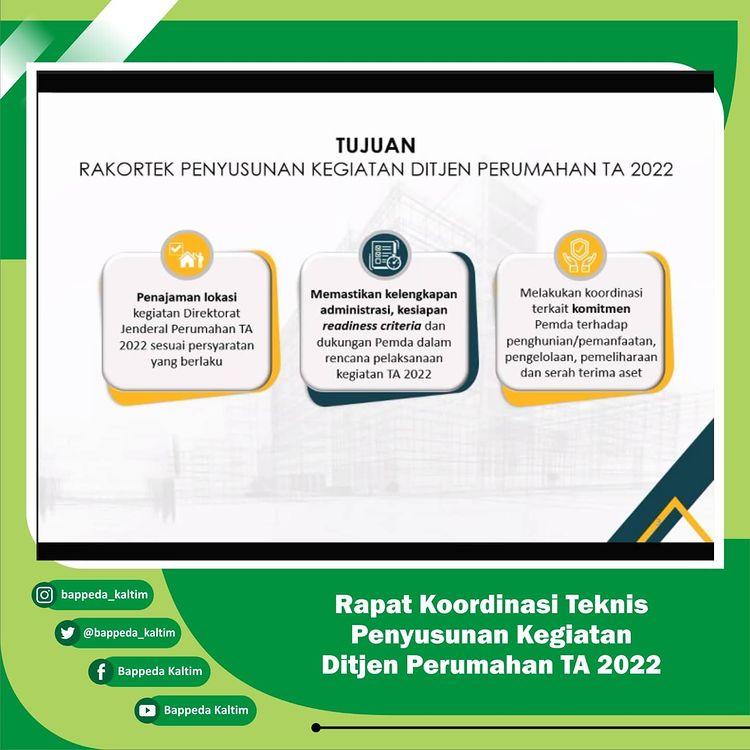 TUJUAN
RAKORTEK PENYUSUNAN KEGIATAN DITJEN PERUMAHAN TA 2022
Penajaman lokasi
kegiatan Direktorat
Jenderal Perumahan TA
2022 sesuai persyaratan
yang berlaku
Memastikan kelengkapan
administrasi, kesiapan
readiness criteria dan
dukungan Pemda dalam
rencana pelaksanaan
kegiatan TA 2022
Melakukan koordinasi
terkait komitmen
Pemda terhadap
penghunian/pemanfaatan,
pengelolaan, pemeliharaan
dan serah terima aset
bappeda_kaltim
@bappeda_kaltim
Bappeda Kaltim
Bappeda Kaltim
Rapat Koordinasi Teknis
Penyusunan Kegiatan
Ditjen Perumahan TA 2022